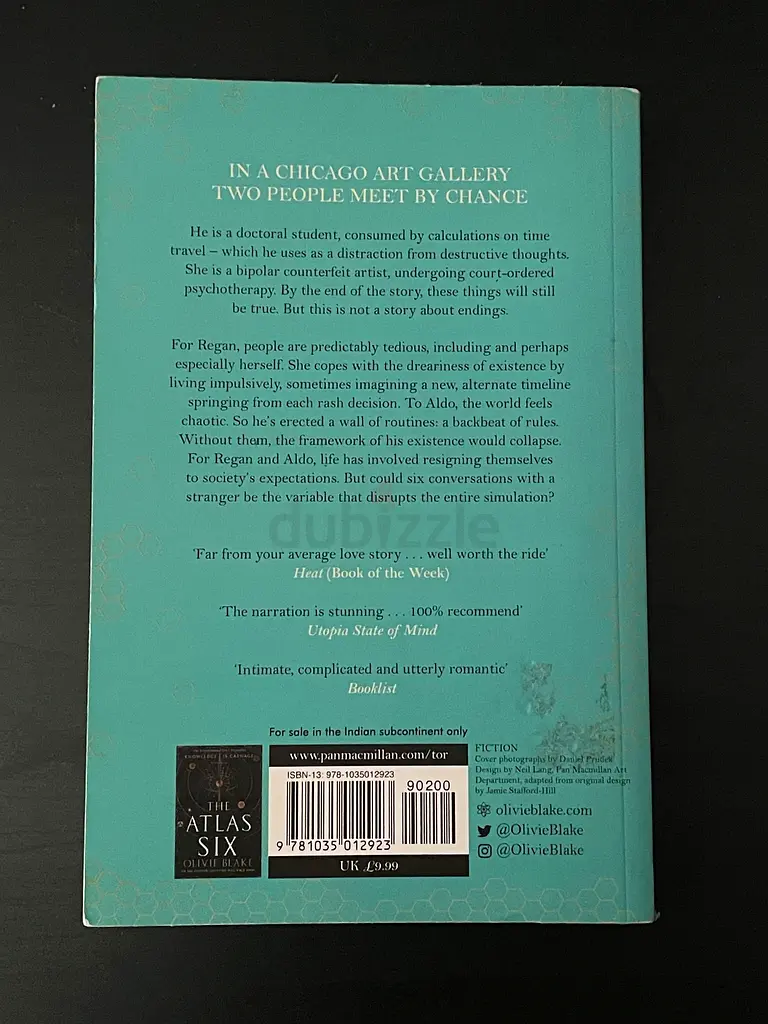 IN A CHICAGO ART GALLERY
TWO PEOPLE MEET BY CHANCE
He is a doctoral student, consumed by calculations on time
travel – which he uses as a distraction from destructive thoughts.
She is a bipolar counterfeit artist, undergoing court-ordered
psychotherapy. By the end of the story, these things will still
be true. But this is not a story about endings.
For Regan, people are predictably tedious, including and perhaps
especially herself. She copes with the dreariness of existence by
living impulsively, sometimes imagining a new, alternate timeline
springing from each rash decision. To Aldo, the world feels
chaotic. So he's erected a wall of routines: a backbeat of rules.
Without them, the framework of his existence would collapse.
For Regan and Aldo, life has involved resigning themselves
to society's expectations. But could six conversations with a
stranger be the variable that disrupts the entire simulation?
dubizzle
'Far from your average love story . . . well worth the ride'
Heat (Book of the Week)
'The narration is stunning . . . 100% recommend'
Utopia State of Mind
'Intimate, complicated and utterly romantic'
Booklist
For sale in the Indian subcontinent only
KNOWLEDGE IS CARNAGE
THE
ATLAS
SIX
OLIVIE BLAKE
www.panmacmillan.com/tor
ISBN-13: 978-1035012923
90200
9 781035 012923
UK £9.99
FICTION
Cover photographs by Daniel
Design by Neil Lang, Pan Macmillan Art
Department, adapted from original design
by Jamie Stafford-Hill
olivieblake.com
@OlivieBlake
@OlivieBlake